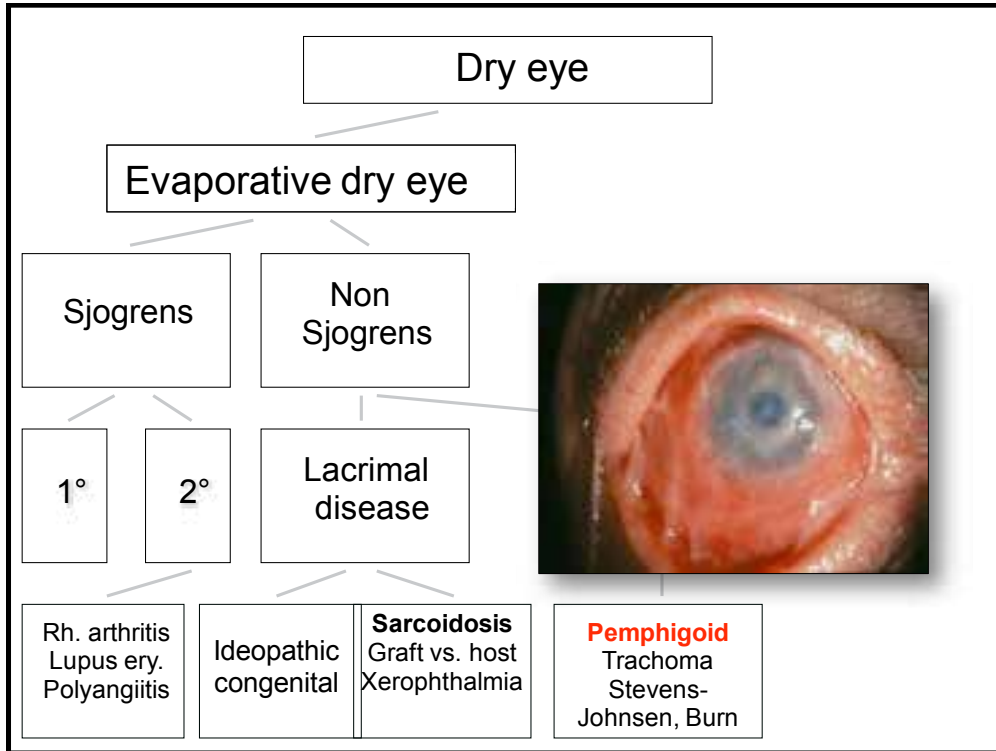 Dry eye
Evaporative dry eye
Sjogrens
Non
Sjogrens
1°
2°
Lacrimal
disease
Rh. arthritis
Lupus ery.
Polyangiitis
Ideopathic
congenital
Sarcoidosis
Graft vs. host
Xerophthalmia
Pemphigoid
Trachoma
Stevens-
Johnsen, Burn